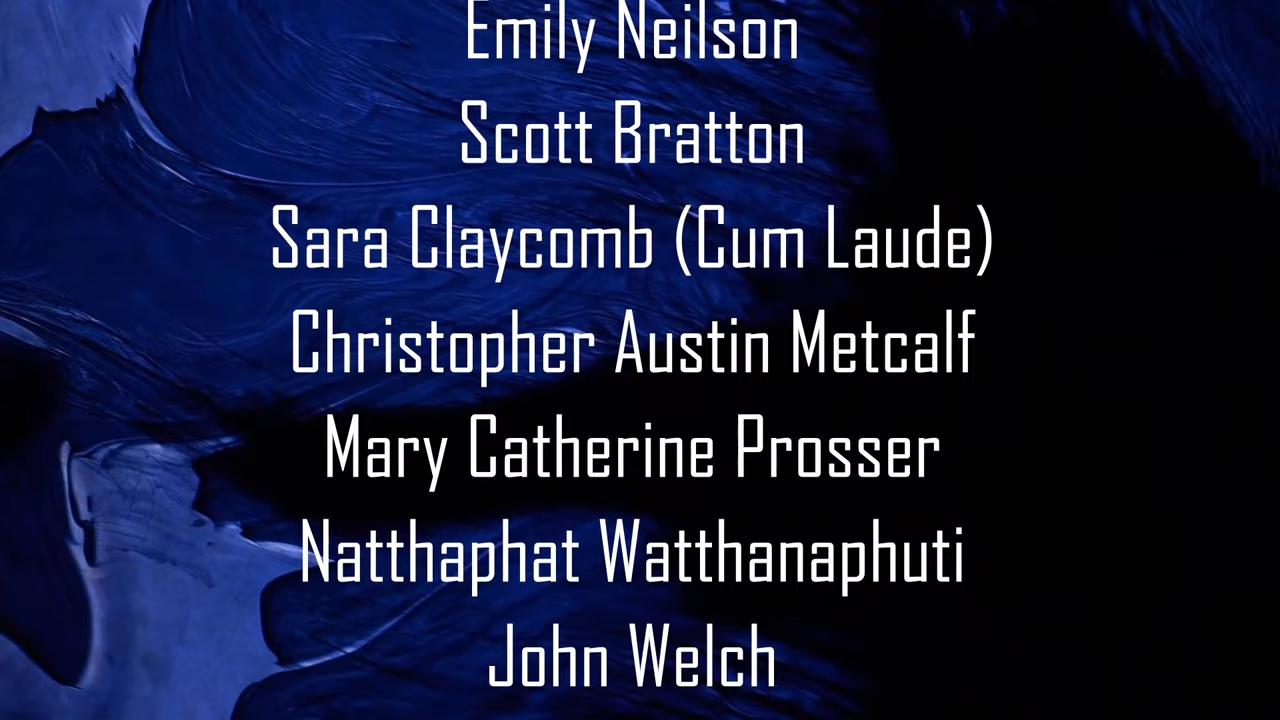 Emily Neilson
Scott Bratton
Sara Claycomb (Cum Laude)
Christopher Austin Metcalf
Mary Catherine Prosser
Natthaphat Watthanaphuti
John Welch